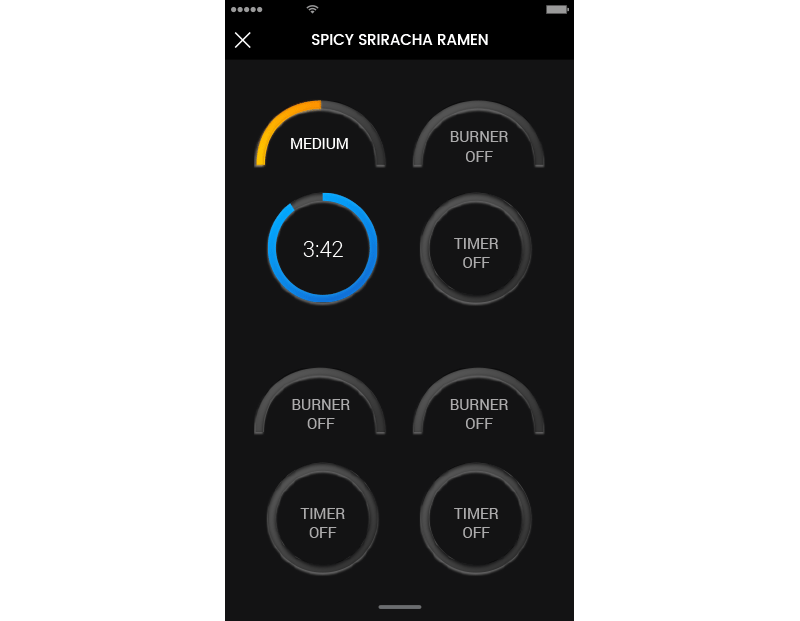 SPICY SRIRACHA RAMEN
MEDIUM
BURNER
OFF
3:42
TIMER
OFF
BURNER
OFF
BURNER
OFF
TIMER
OFF
TIMER
OFF